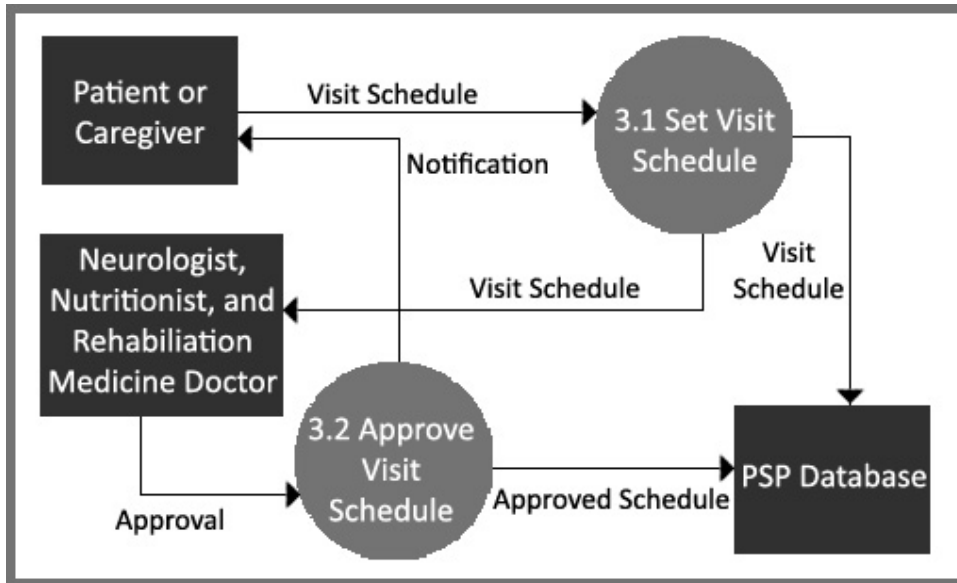 Patient or
Caregiver
Visit Schedule
3.1 Set Visit
Schedule
Notification
Neurologist,
Nutritionist, and
Rehabiliation
Medicine Doctor
Visit Schedule
Visit
Schedule
3.2 Approve
Visit
Schedule
Approval
Approved Schedule
PSP Database